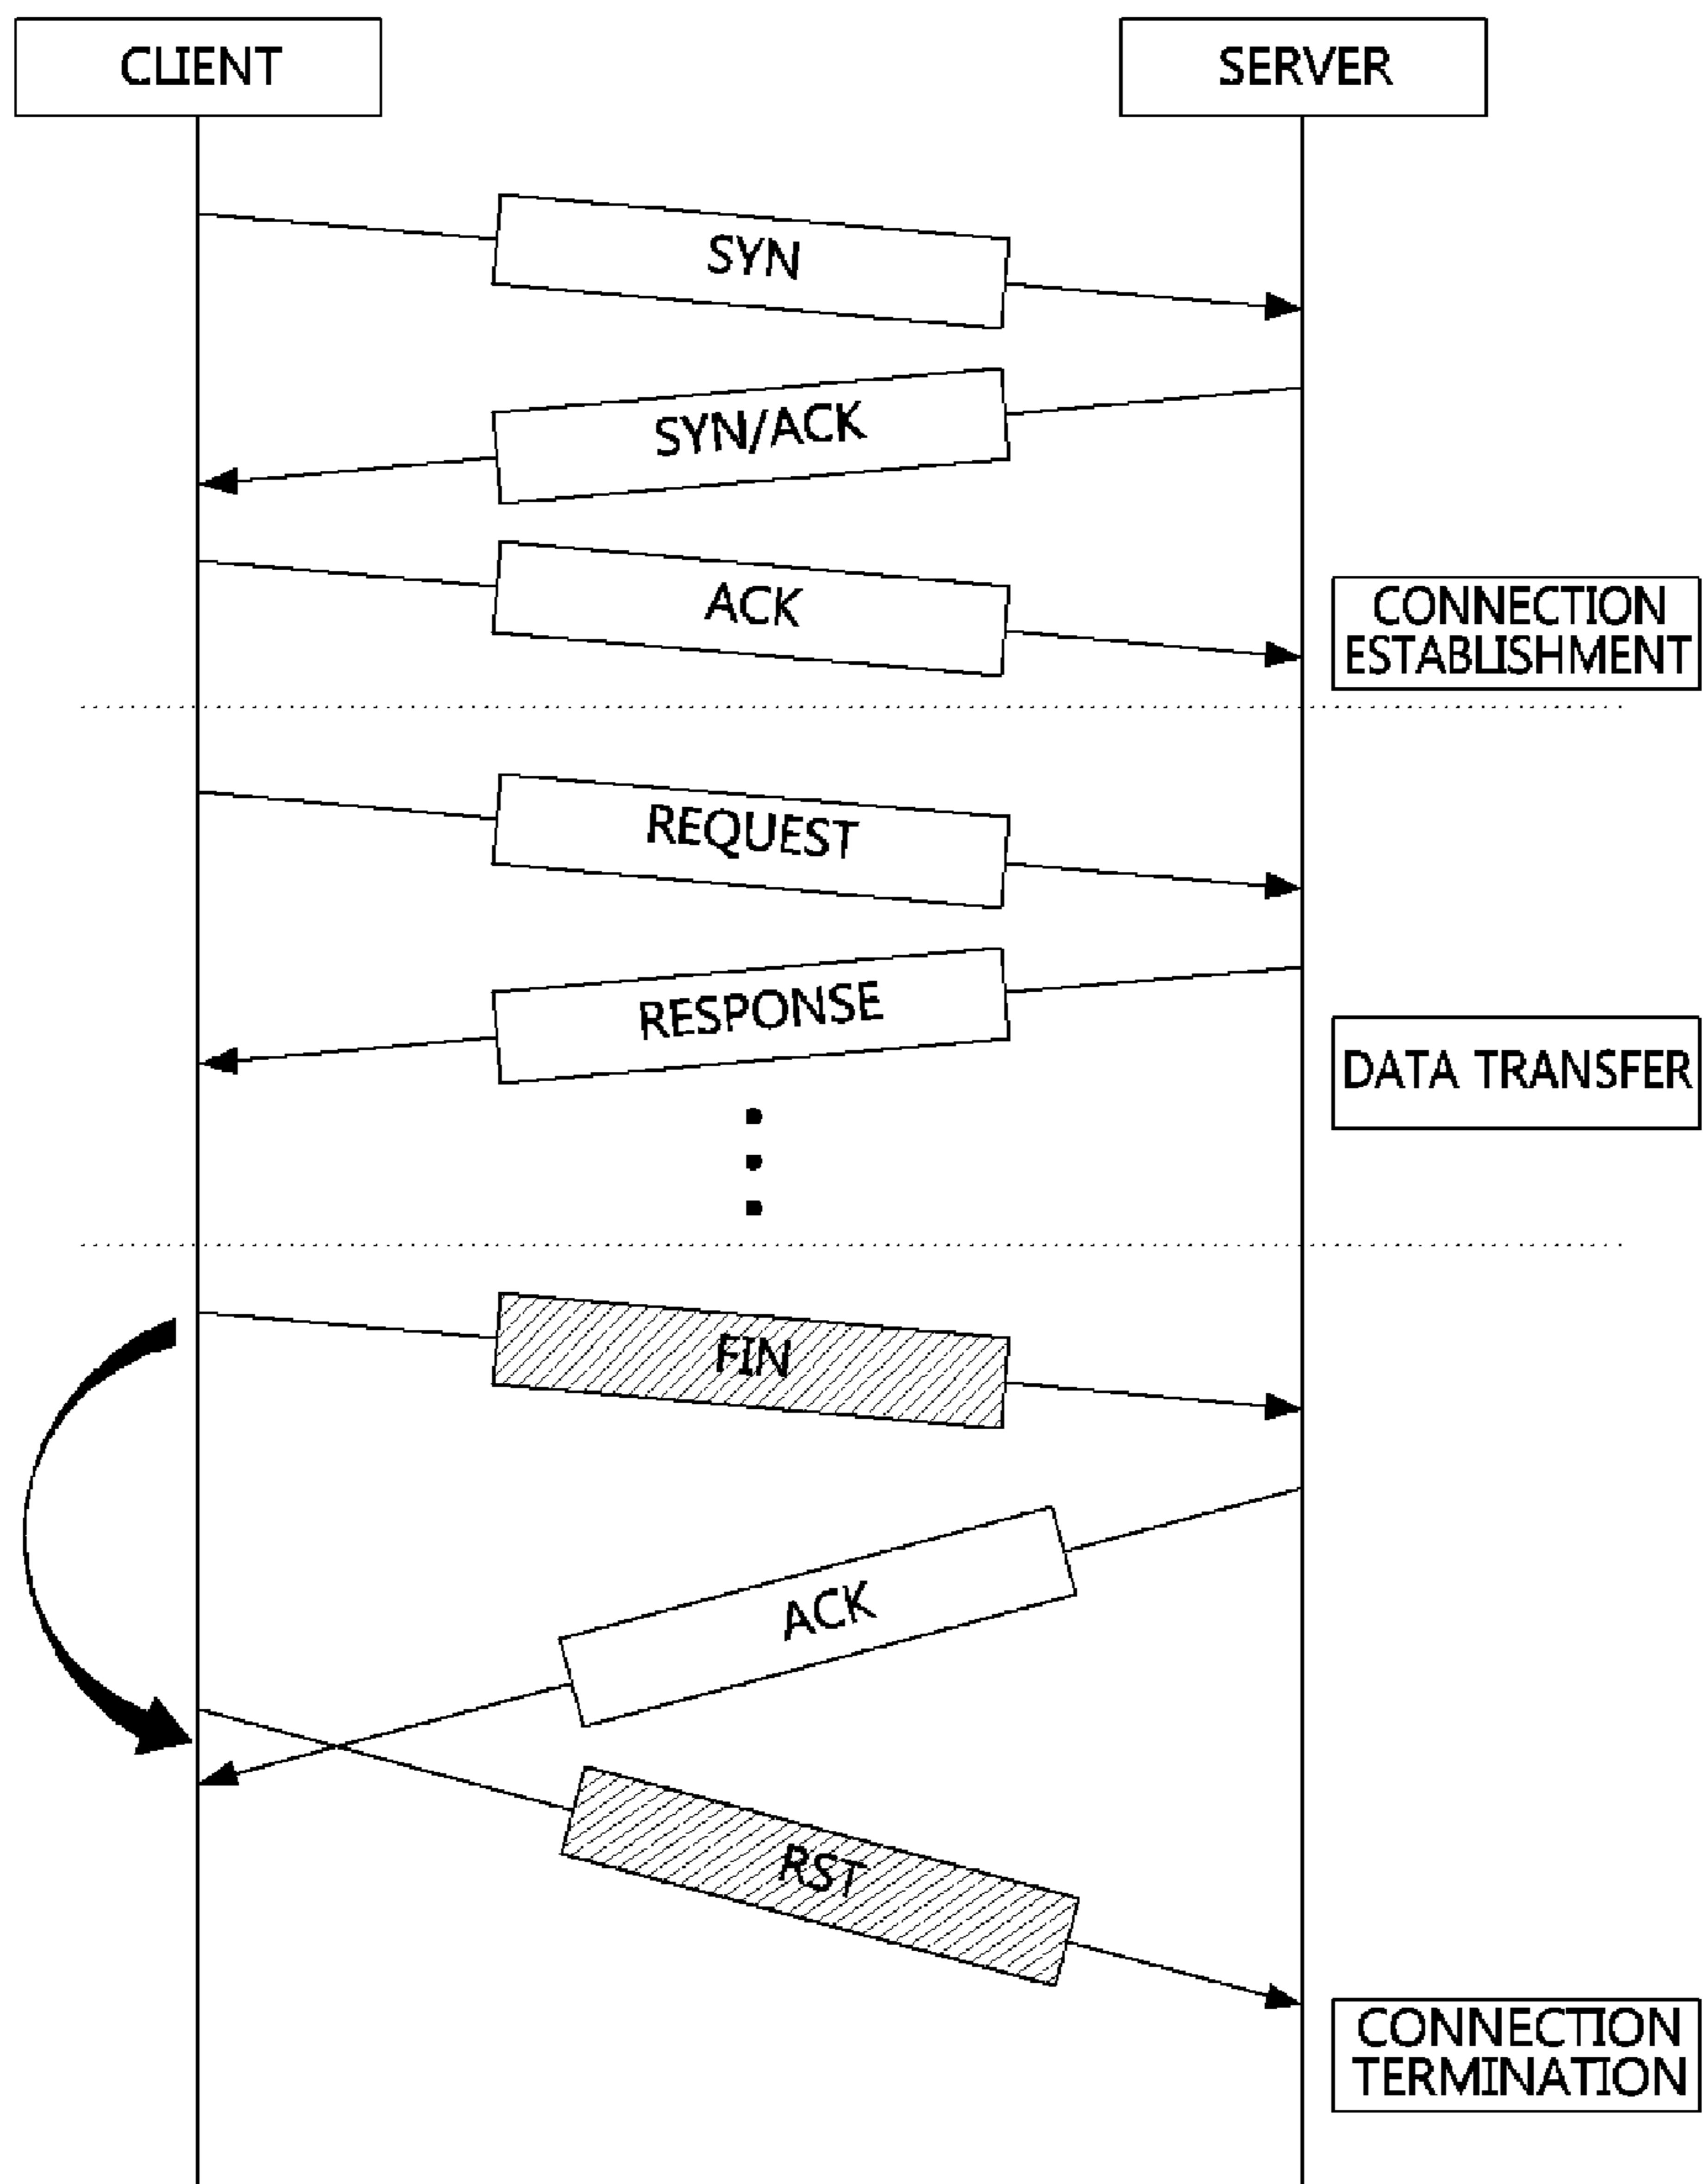 CLIENT
SERVER
SYN
SYN/ACK
ACK
CONNECTION
ESTABLISHMENT
REQUEST
RESPONSE
DATA TRANSFER
FIN
ACK
RST
CONNECTION
TERMINATION